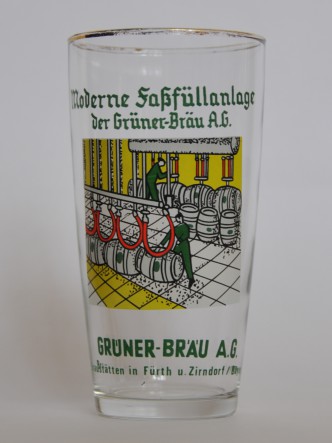 Moderne Faßfüllanlage
der Grüner-Bräu A.G.
GRÜNER-BRÄU A.G.
in Fürth u. Zirndorf